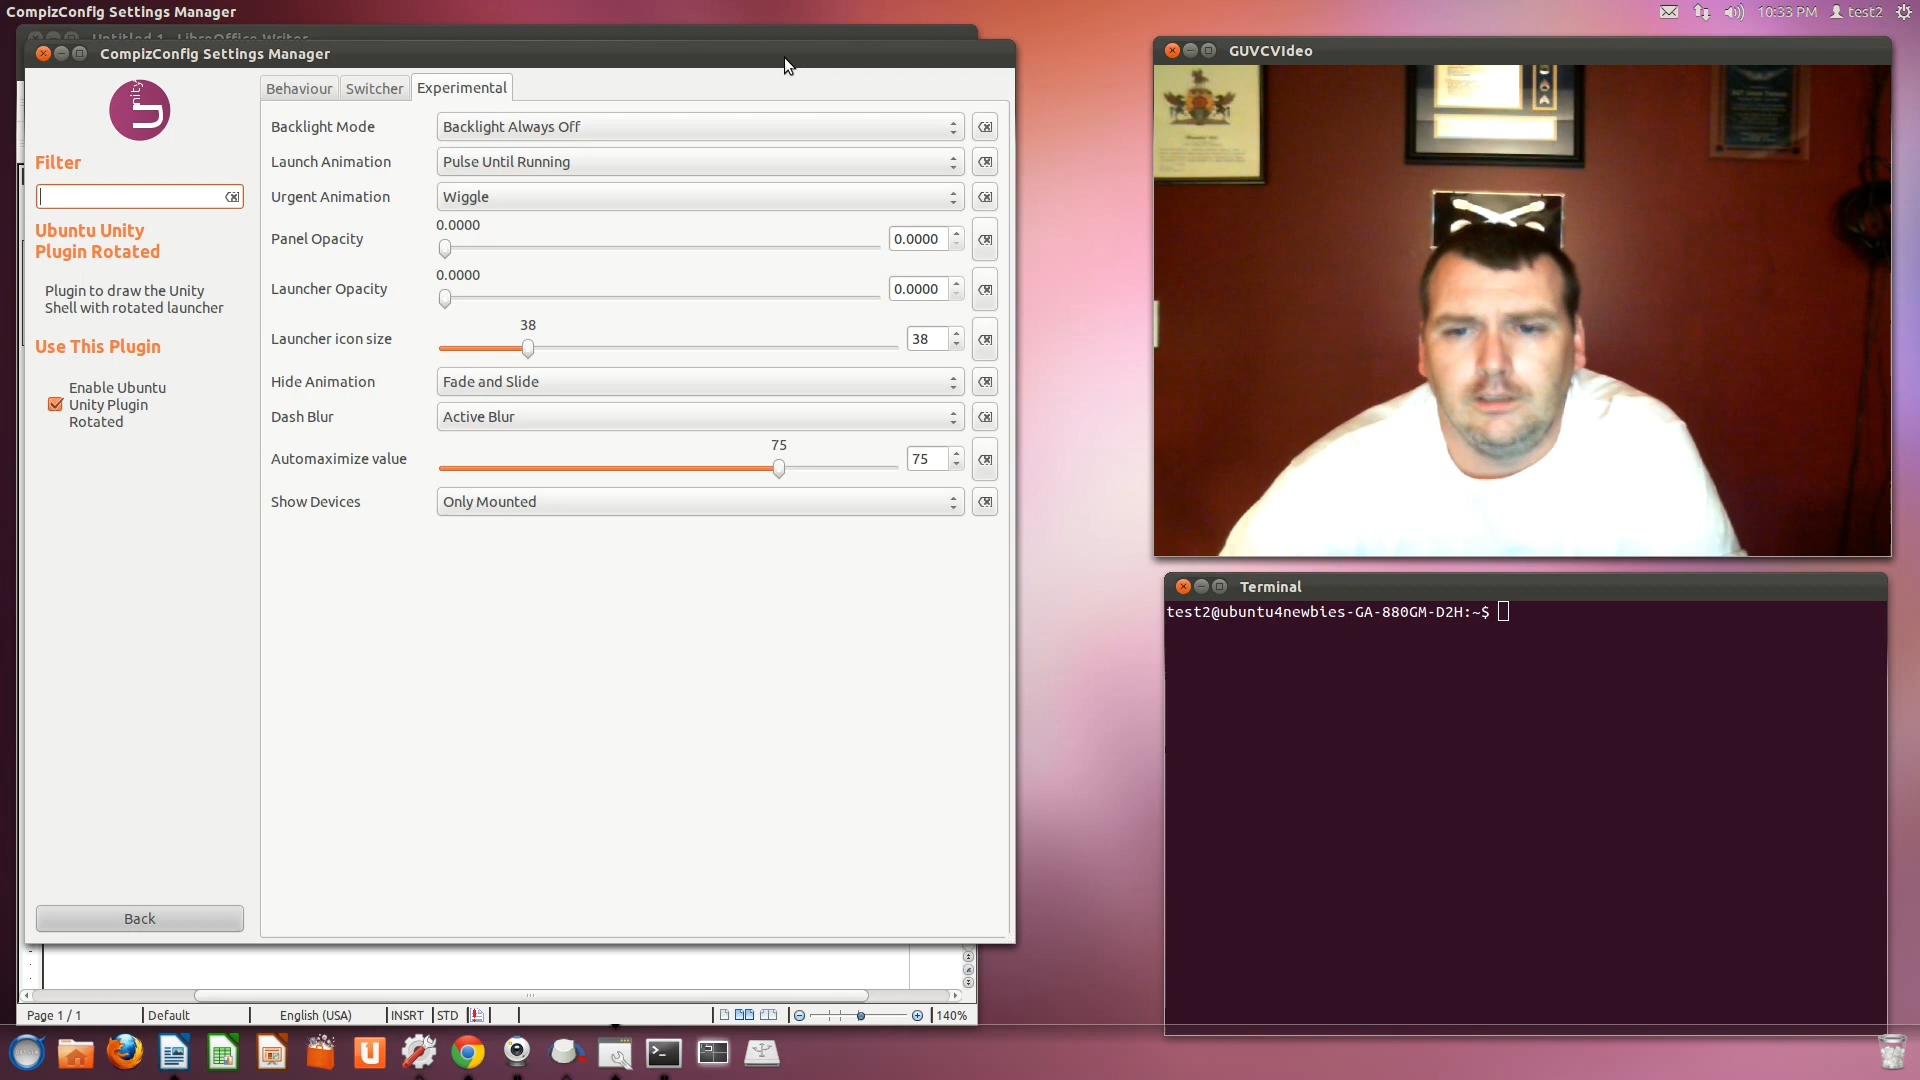 CompizConfig Settings Manager
10:33 PM
test2
Untitled 1 - LibreOffice Writer
CompizConfig Settings Manager
Unity
Filter
Ubuntu Unity
Plugin Rotated
Plugin to draw the Unity
Shell with rotated launcher
Use This Plugin
Enable Ubuntu
Unity Plugin
Rotated
Back
Behaviour
Switcher
Experimental
Backlight Mode
Backlight Always Off
Launch Animation
Pulse Until Running
Urgent Animation
Wiggle
0.0000
Panel Opacity
0.0000
0.0000
Launcher Opacity
0.0000
38
Launcher icon size
38
Hide Animation
Fade and Slide
Dash Blur
Active Blur
75
Automaximize value
75
Show Devices
Only Mounted
GUVCVIdeo
Terminal
test2@ubuntu4newbies-GA-880GM-D2H:~$
Page 1 / 1
Default
English (USA)
INSRT
STD
140%